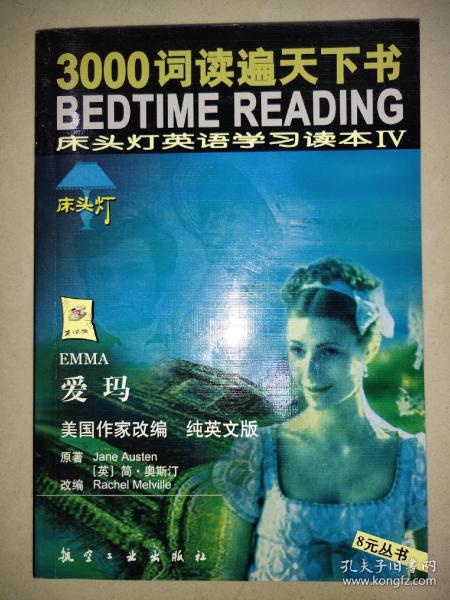 3000词读遍天下书
BEDTIME READING
床头灯英语学习读本IV
床头灯
EMMA
爱玛
美国作家改编 纯英文版
原著 Jane Austen
[英] 简·奥斯汀
改编 Rachel Melville
8元丛书
航空工业出版社
孔夫子旧书网
www.kongfz.com